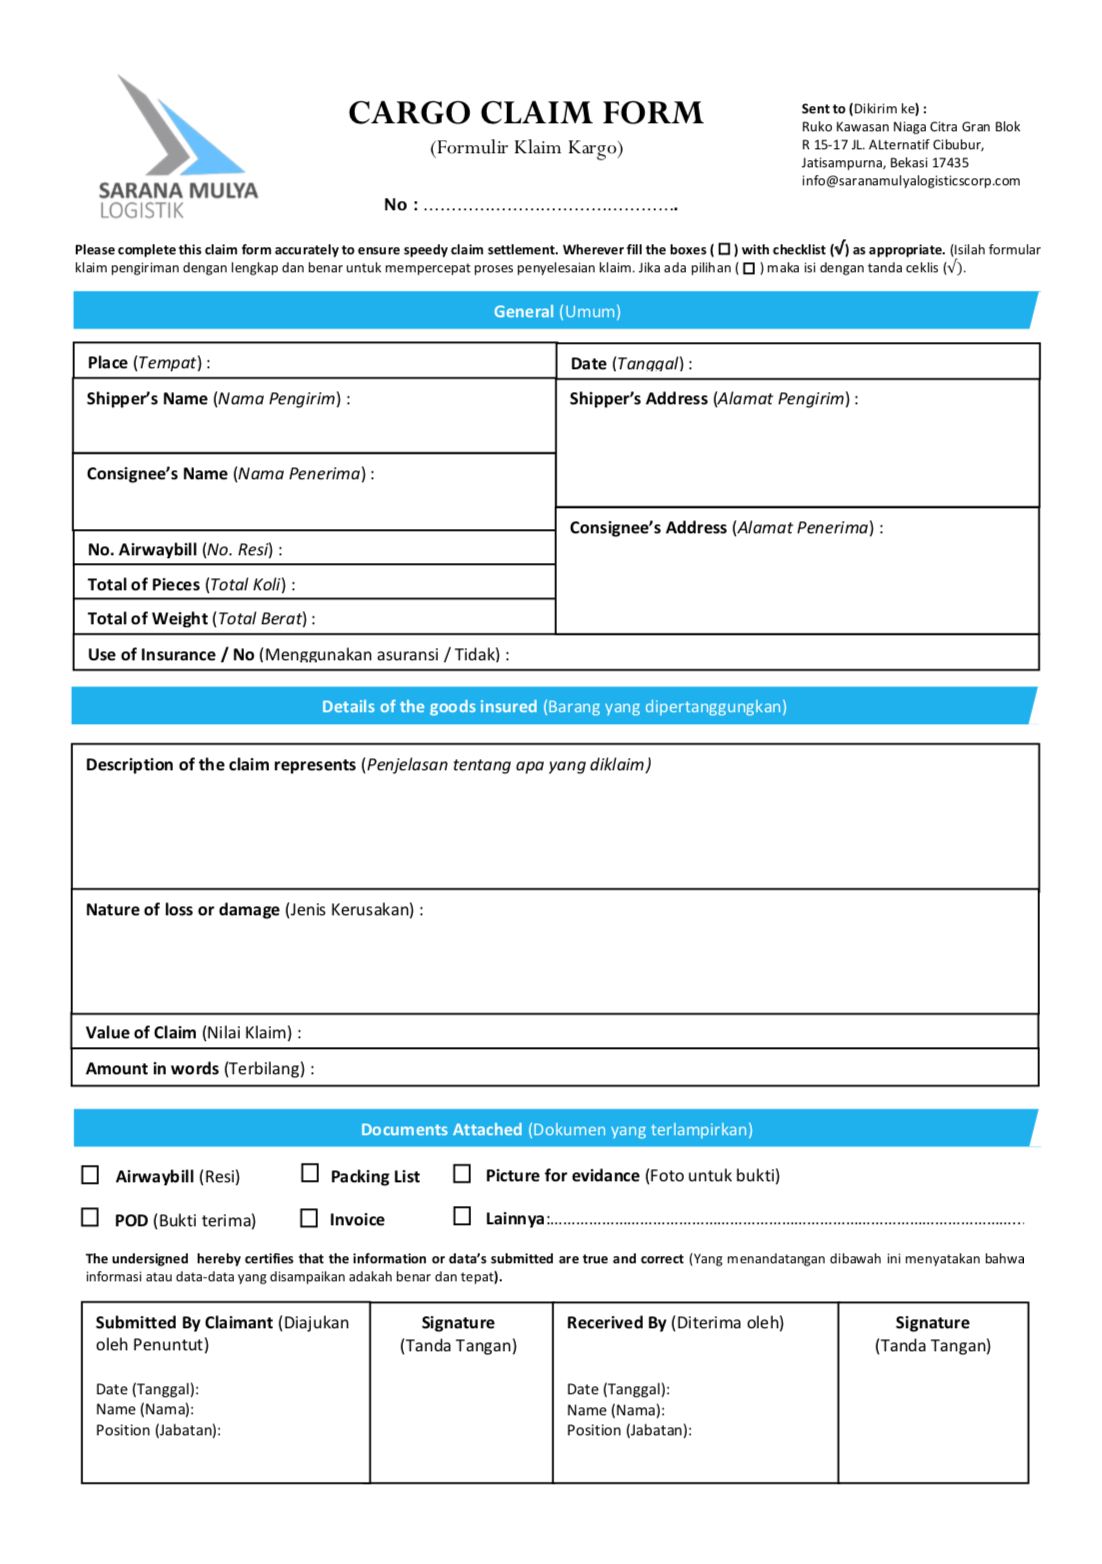 SARANA MULYA
LOGISTIK
CARGO CLAIM FORM
(Formulir Klaim Kargo)
No : ……………………………………….
Sent to (Dikirim ke) :
Ruko Kawasan Niaga Citra Gran Blok
R 15-17 JL. ALternatif Cibubur,
Jatisampurna, Bekasi 17435
info@saranamulyalogisticscorp.com
Please complete this claim form accurately to ensure speedy claim settlement. Wherever fill the boxes ( ☐ ) with checklist (√) as appropriate. (Isilah formular
klaim pengiriman dengan lengkap dan benar untuk mempercepat proses penyelesaian klaim. Jika ada pilihan ( ☐ ) maka isi dengan tanda ceklis (√).
General (Umum)
Place (Tempat) :
Date (Tanggal) :
Shipper's Name (Nama Pengirim) :
Shipper's Address (Alamat Pengirim) :
Consignee's Name (Nama Penerima) :
Consignee's Address (Alamat Penerima) :
No. Airwaybill (No. Resi) :
Total of Pieces (Total Koli) :
Total of Weight (Total Berat) :
Use of Insurance / No (Menggunakan asuransi / Tidak) :
Details of the goods insured (Barang yang dipertanggungkan)
Description of the claim represents (Penjelasan tentang apa yang diklaim)
Nature of loss or damage (Jenis Kerusakan) :
Value of Claim (Nilai Klaim) :
Amount in words (Terbilang) :
Documents Attached (Dokumen yang terlampirkan)
☐ Airwaybill (Resi) ☐ Packing List ☐ Picture for evidance (Foto untuk bukti)
☐ POD (Bukti terima) ☐ Invoice ☐ Lainnya:……………………………………………………………………………………
The undersigned hereby certifies that the information or data's submitted are true and correct (Yang menandatangan dibawah ini menyatakan bahwa
informasi atau data-data yang disampaikan adakah benar dan tepat).
Submitted By Claimant (Diajukan
oleh Penuntut)
Date (Tanggal):
Name (Nama):
Position (Jabatan):
Signature
(Tanda Tangan)
Recerived By (Diterima oleh)
Date (Tanggal):
Name (Nama):
Position (Jabatan):
Signature
(Tanda Tangan)